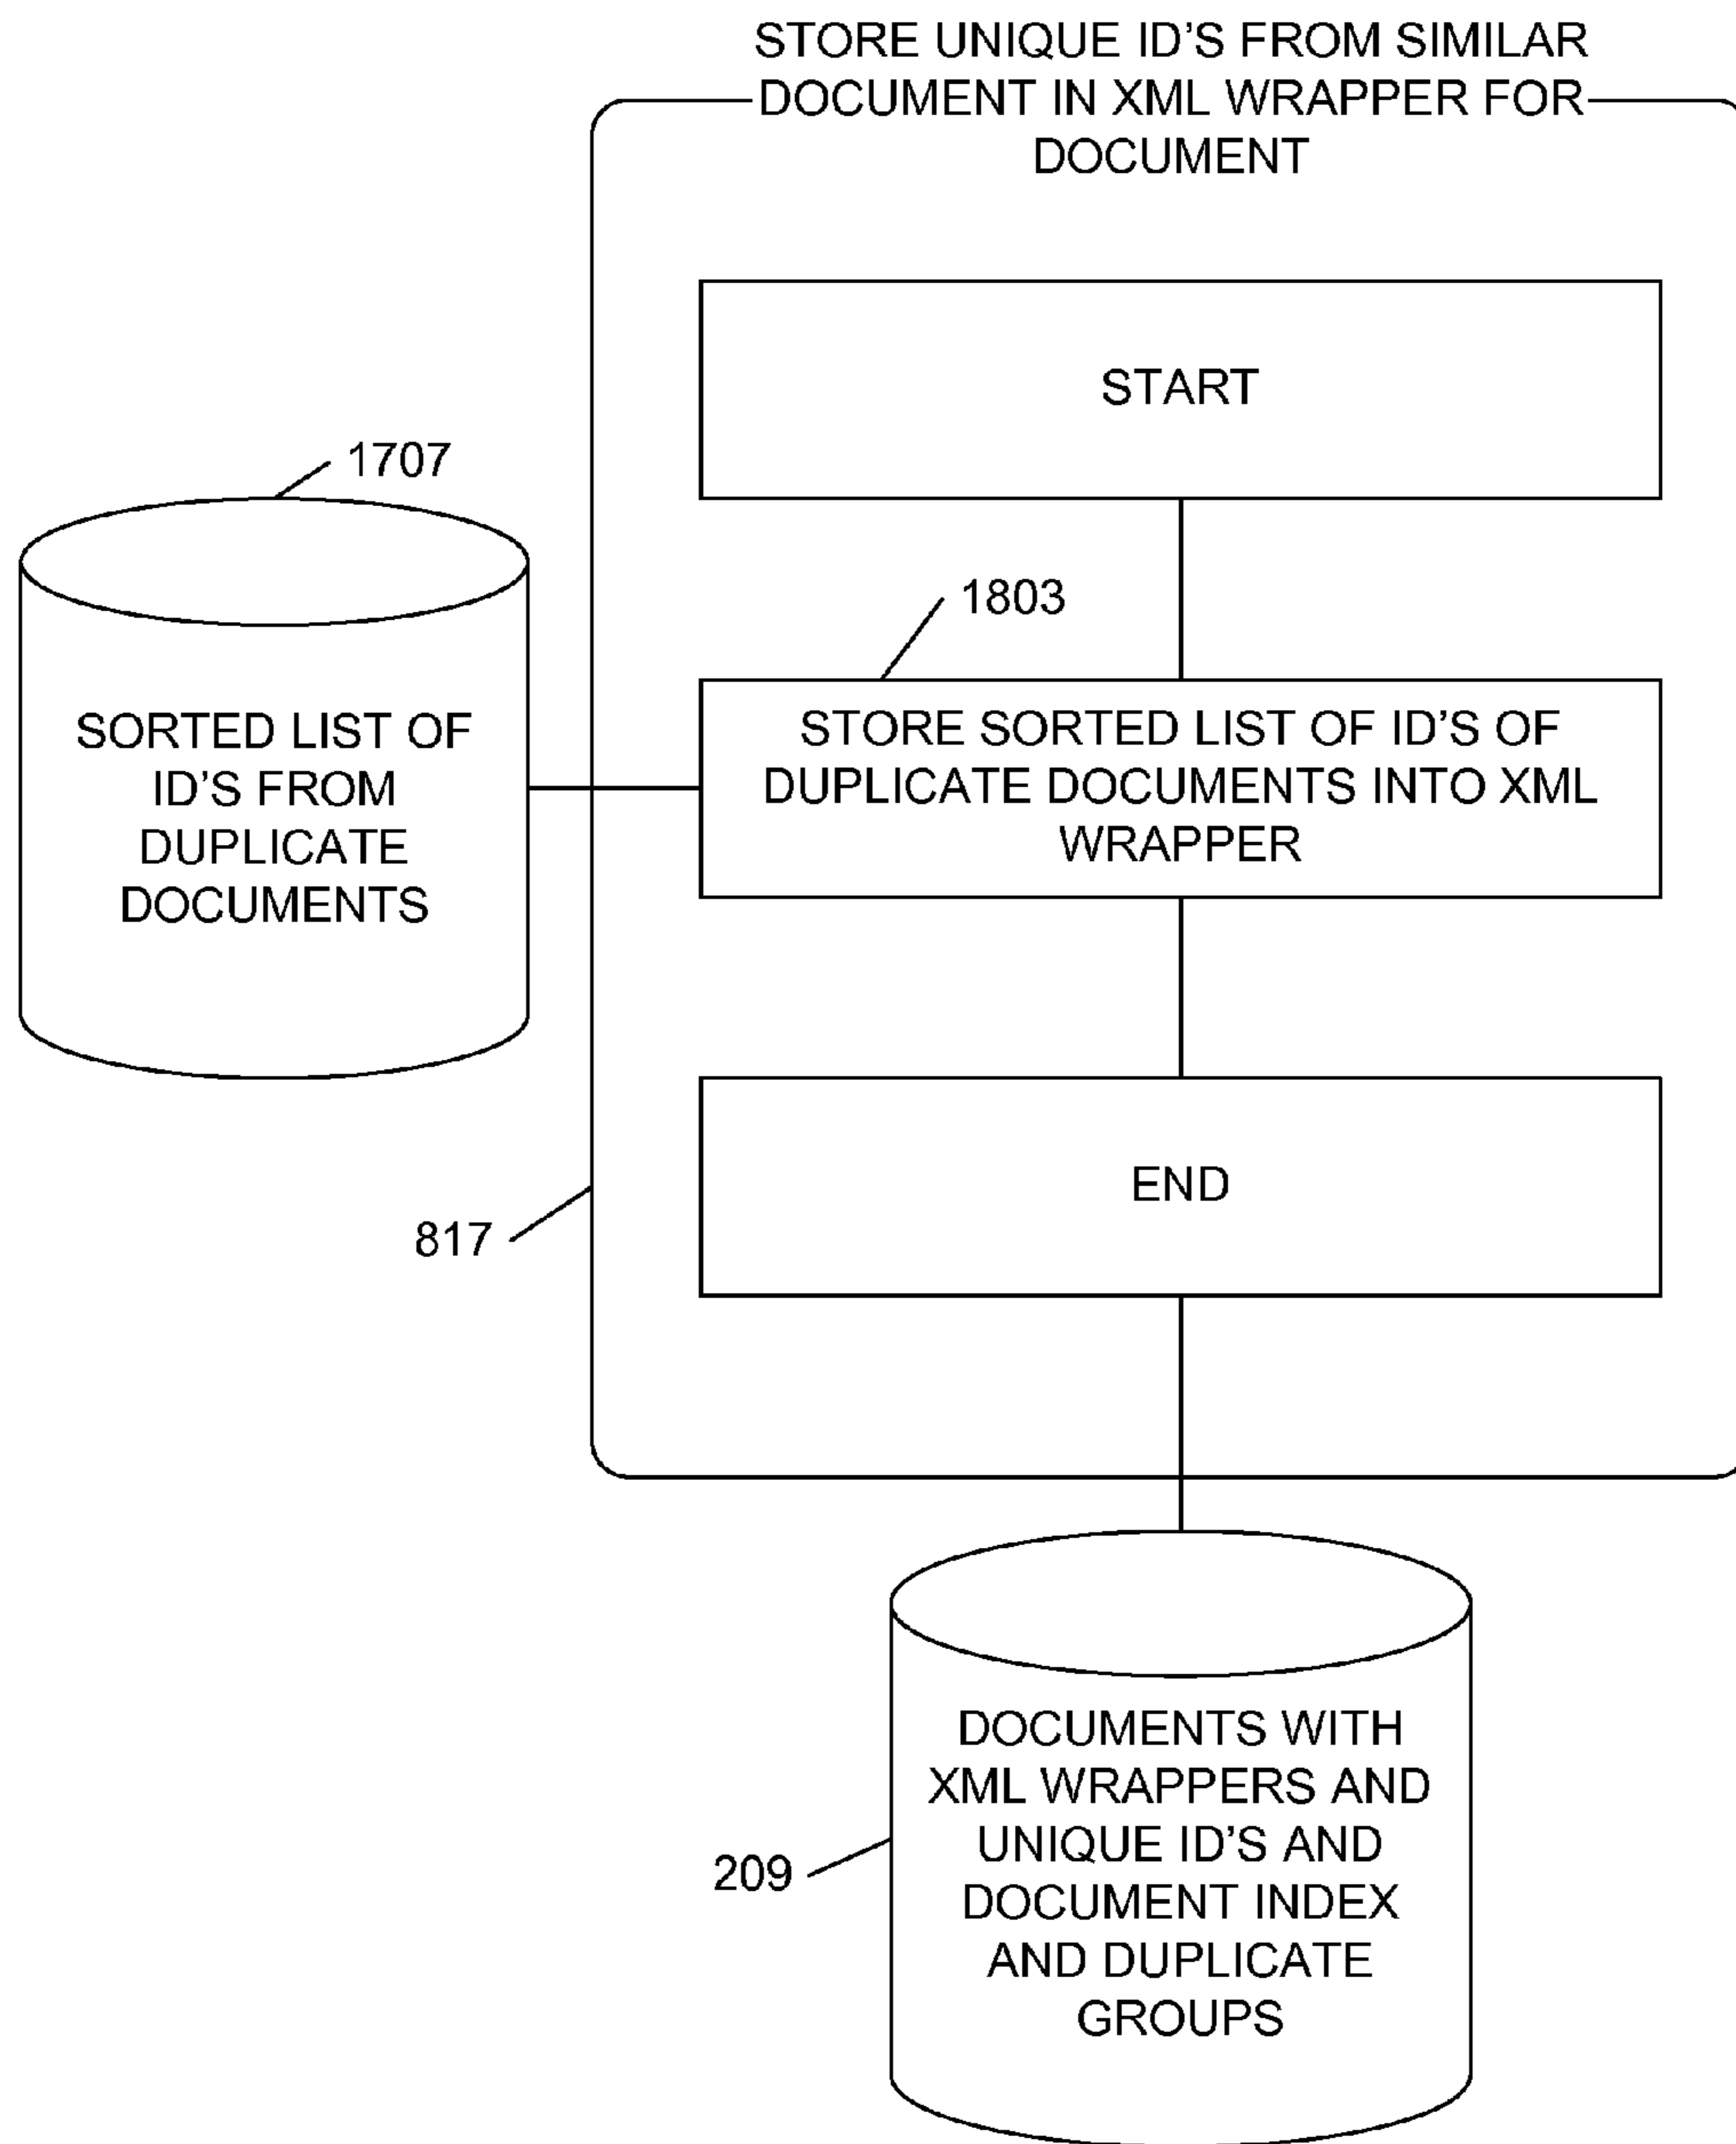 STORE UNIQUE ID'S FROM SIMILAR
DOCUMENT IN XML WRAPPER FOR
DOCUMENT
START
1707
1803
SORTED LIST OF
ID'S FROM
DUPLICATE
DOCUMENTS
STORE SORTED LIST OF ID'S OF
DUPLICATE DOCUMENTS INTO XML
WRAPPER
END
817
DOCUMENTS WITH
XML WRAPPERS AND
UNIQUE ID'S AND
DOCUMENT INDEX
AND DUPLICATE
GROUPS
209